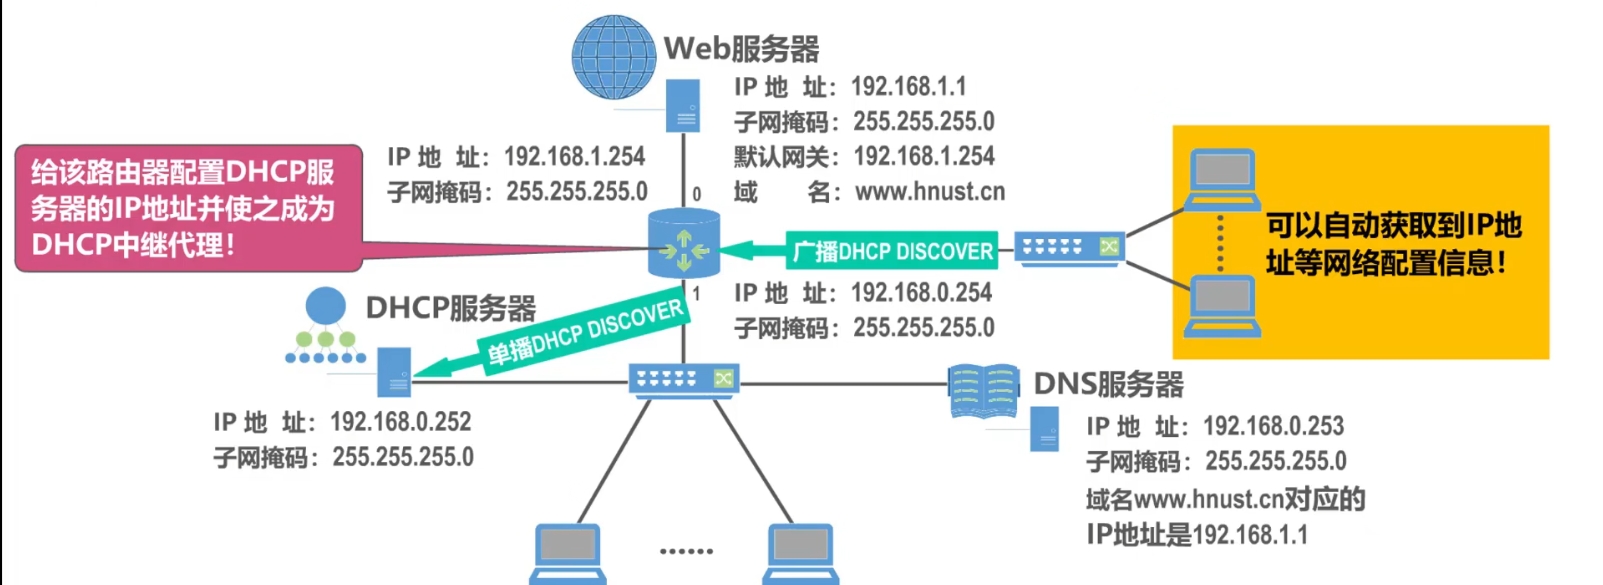 Web服务器
IP 地 址：192.168.1.1
子网掩码：255.255.255.0
默认网关：192.168.1.254
域 名：www.hnust.cn
IP 地 址：192.168.1.254
子网掩码：255.255.255.0
0
给该路由器配置DHCP服
务器的IP地址并使之成为
DHCP中继代理！
广播DHCP DISCOVER
可以自动获取到IP地
址等网络配置信息！
1
IP 地 址：192.168.0.254
子网掩码：255.255.255.0
DHCP服务器
单播DHCP DISCOVER
IP 地 址：192.168.0.252
子网掩码：255.255.255.0
DNS服务器
IP 地 址：192.168.0.253
子网掩码：255.255.255.0
域名www.hnust.cn对应的
IP地址是192.168.1.1
……